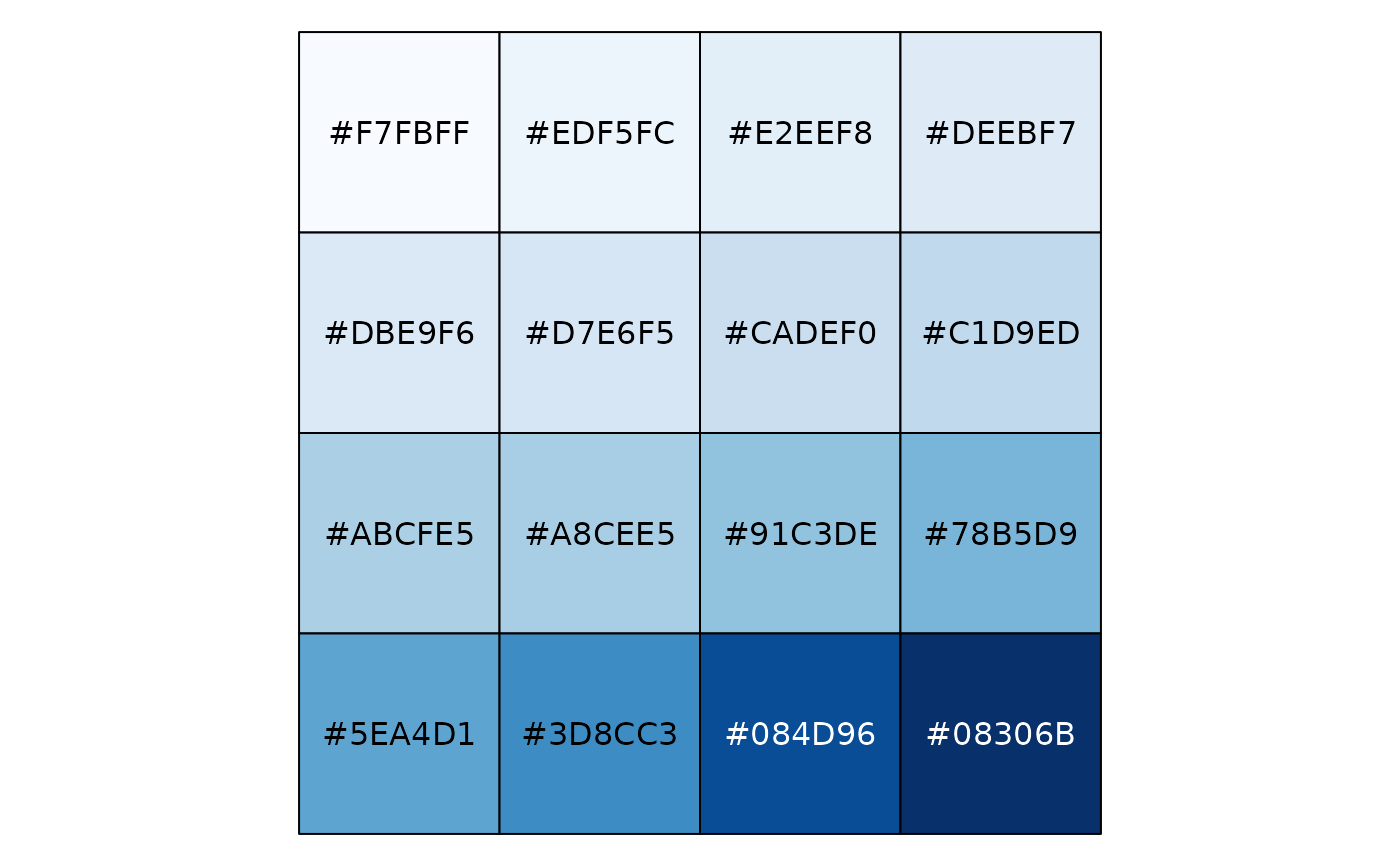 #F7FBFF #EDF5FC #E2EEF8 #DEEBF7
#DBE9F6 #D7E6F5 #CADEF0 #C1D9ED
#ABCFE5 #A8CEE5 #91C3DE #78B5D9
#5EA4D1 #3D8CC3 #084D96 #08306B